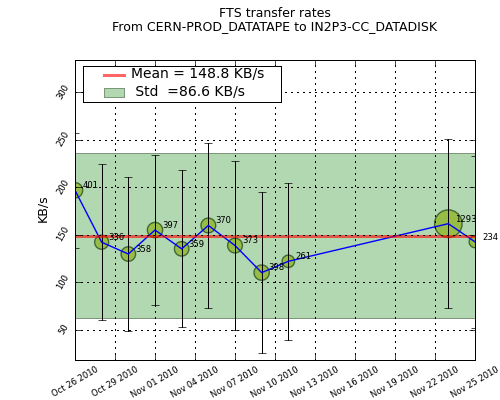 FTS transfer rates
From CERN-PROD_DATATAPE to IN2P3-CC_DATADISK
Mean = 148.8 KB/s
Std =86.6 KB/s
KB/s
300
250
200
150
100
50
401
336
358
397
359
370
373
398
261
1293
234
Oct 26 2010
Oct 29 2010
Nov 01 2010
Nov 04 2010
Nov 07 2010
Nov 10 2010
Nov 13 2010
Nov 16 2010
Nov 19 2010
Nov 22 2010
Nov 25 2010